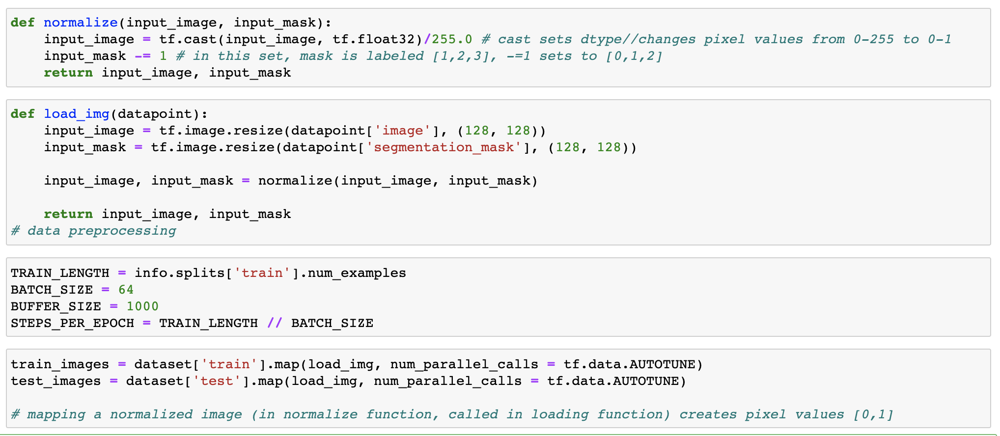 def normalize(input_image, input_mask):
    input_image = tf.cast(input_image, tf.float32)/255.0 # cast sets dtype//changes pixel values from 0-255 to 0-1
    input_mask -= 1 # in this set, mask is labeled [1,2,3], -=1 sets to [0,1,2]
    return input_image, input_mask
def load_img(datapoint):
    input_image = tf.image.resize(datapoint['image'], (128, 128))
    input_mask = tf.image.resize(datapoint['segmentation_mask'], (128, 128))
    input_image, input_mask = normalize(input_image, input_mask)
    return input_image, input_mask
# data preprocessing
TRAIN_LENGTH = info.splits['train'].num_examples
BATCH_SIZE = 64
BUFFER_SIZE = 1000
STEPS_PER_EPOCH = TRAIN_LENGTH // BATCH_SIZE
train_images = dataset['train'].map(load_img, num_parallel_calls = tf.data.AUTOTUNE)
test_images = dataset['test'].map(load_img, num_parallel_calls = tf.data.AUTOTUNE)
# mapping a normalized image (in normalize function, called in loading function) creates pixel values [0,1]